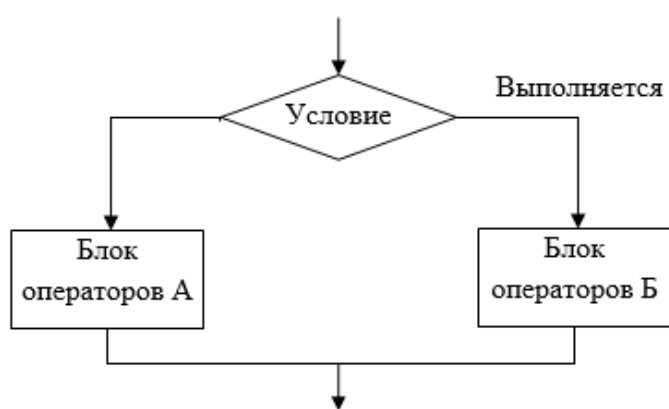 Выполняется
Условие
Блок
операторов А
Блок
операторов Б